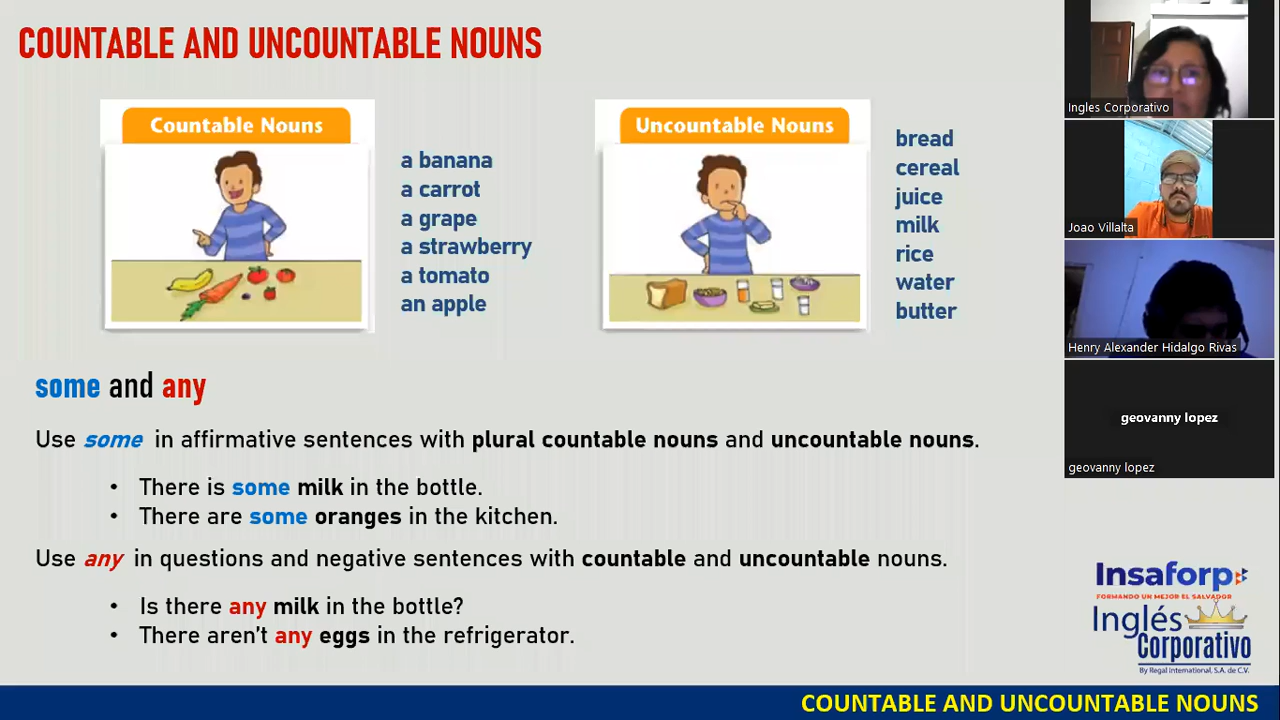 COUNTABLE AND UNCOUNTABLE NOUNS
Countable Nouns
a banana
a carrot
a grape
a strawberry
a tomato
an apple
Uncountable Nouns
bread
cereal
juice
milk
rice
water
butter
some and any
Use some in affirmative sentences with plural countable nouns and uncountable nouns.
• There is some milk in the bottle.
• There are some oranges in the kitchen.
Use any in questions and negative sentences with countable and uncountable nouns.
• Is there any milk in the bottle?
• There aren't any eggs in the refrigerator.
Ingles Corporativo
Joao Villalta
Henry Alexander Hidalgo Rivas
geovanny lopez
geovanny lopez
Insaforp
FORMANDO UN MEJOR EL SALVADOR
Inglés
Corporativo
By Regal International, S.A. de C.V.
COUNTABLE AND UNCOUNTABLE NOUNS